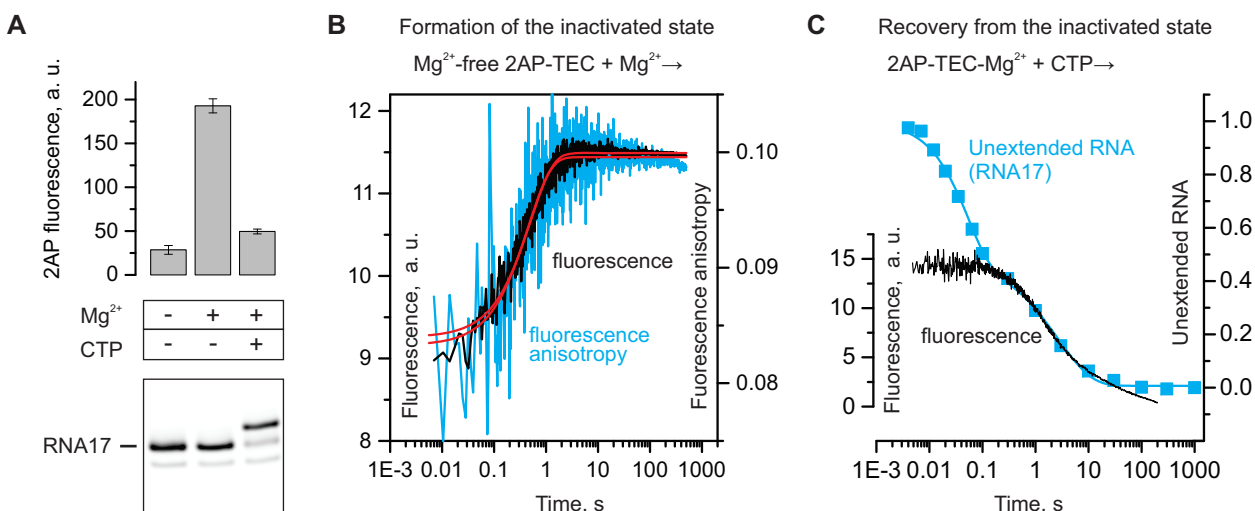 A
2AP fluorescence, a. u.
200
150
100
50
0
Mg²⁺ - + +
CTP - - +
RNA17
B Formation of the inactivated state
Mg²⁺-free 2AP-TEC + Mg²⁺→
12
11
10
9
8
Fluorescence, a. u.
fluorescence
fluorescence
anisotropy
Fuorescence anisotropy
0.10
0.09
0.08
1E-3 0.01 0.1 1 10 100 1000
Time, s
C Recovery from the inactivated state
2AP-TEC-Mg²⁺ + CTP→
Unextended RNA
(RNA17)
15
10
5
0
Fluorescence, a. u.
fluorescence
Unextended RNA
1.0
0.8
0.6
0.4
0.2
0.0
1E-3 0.01 0.1 1 10 100 1000
Time, s